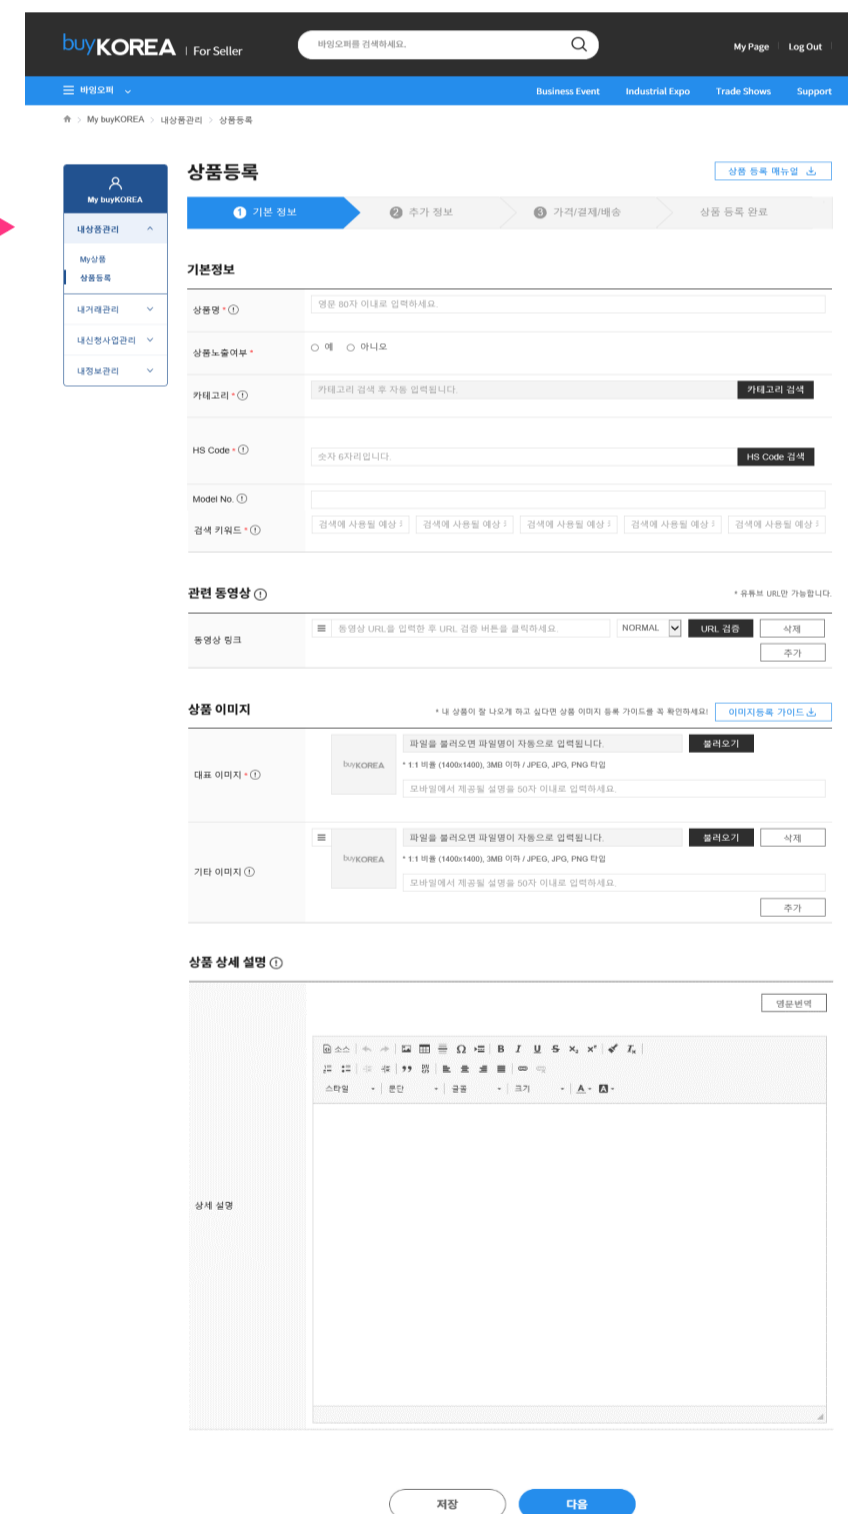 buyKOREA | For Seller
바잉오퍼를 검색하세요.
My Page
Log Out
바잉오퍼
Business Event
Industrial Expo
Trade Shows
Support
> My buyKOREA > 내상품관리 > 상품등록
My buyKOREA
내상품관리
My상품
상품등록
내거래관리
내신청사업관리
내정보관리
상품등록
상품 등록 매뉴얼
1 기본 정보
2 추가 정보
3 가격/결제/배송
상품 등록 완료
기본정보
상품명 *
영문 80자 이내로 입력하세요.
상품노출여부 *
예 아니오
카테고리 *
카테고리 검색 후 자동 입력됩니다.
카테고리 검색
HS Code *
숫자 6자리입니다.
HS Code 검색
Model No.
검색 키워드 *
검색에 사용될 예상
검색에 사용될 예상
검색에 사용될 예상
검색에 사용될 예상
검색에 사용될 예상
관련 동영상
* 유튜브 URL만 가능합니다.
동영상 링크
동영상 URL을 입력한 후 URL 검증 버튼을 클릭하세요.
NORMAL
URL 검증
삭제
추가
상품 이미지
* 내 상품이 잘 나오게 하고 싶다면 상품 이미지 등록 가이드를 꼭 확인하세요!
이미지등록 가이드
대표 이미지 *
buyKOREA
파일을 불러오면 파일명이 자동으로 입력됩니다.
불러오기
* 1:1 비율 (1400x1400), 3MB 이하 / JPEG, JPG, PNG 타입
모바일에서 제공될 설명을 50자 이내로 입력하세요.
기타 이미지
buyKOREA
파일을 불러오면 파일명이 자동으로 입력됩니다.
불러오기
삭제
* 1:1 비율 (1400x1400), 3MB 이하 / JPEG, JPG, PNG 타입
모바일에서 제공될 설명을 50자 이내로 입력하세요.
추가
상품 상세 설명
영문번역
상세 설명
소스
스타일
문단
글꼴
크기
저장
다음